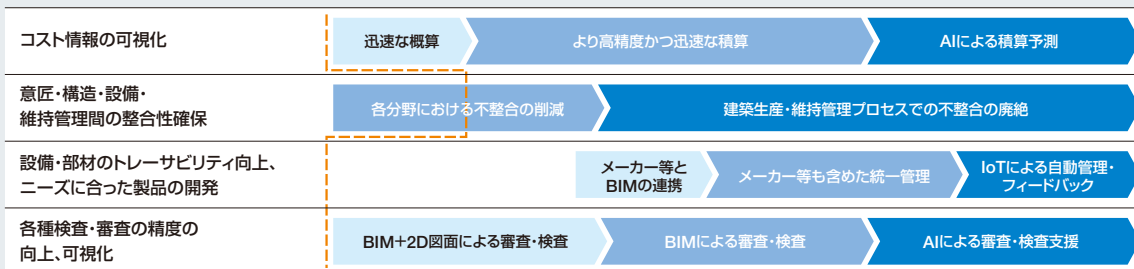 コスト情報の可視化
迅速な概算
より高精度かつ迅速な積算
AIによる積算予測
意匠・構造・設備・
維持管理間の整合性確保
各分野における不整合の削減
建築生産・維持管理プロセスでの不整合の廃絶
設備・部材のトレーサビリティ向上、
ニーズに合った製品の開発
メーカー等と
BIMの連携
メーカー等も含めた統一管理
IoTによる自動管理・
フィードバック
各種検査・審査の精度の
向上、可視化
BIM+2D図面による審査・検査
BIMによる審査・検査
AIによる審査・検査支援